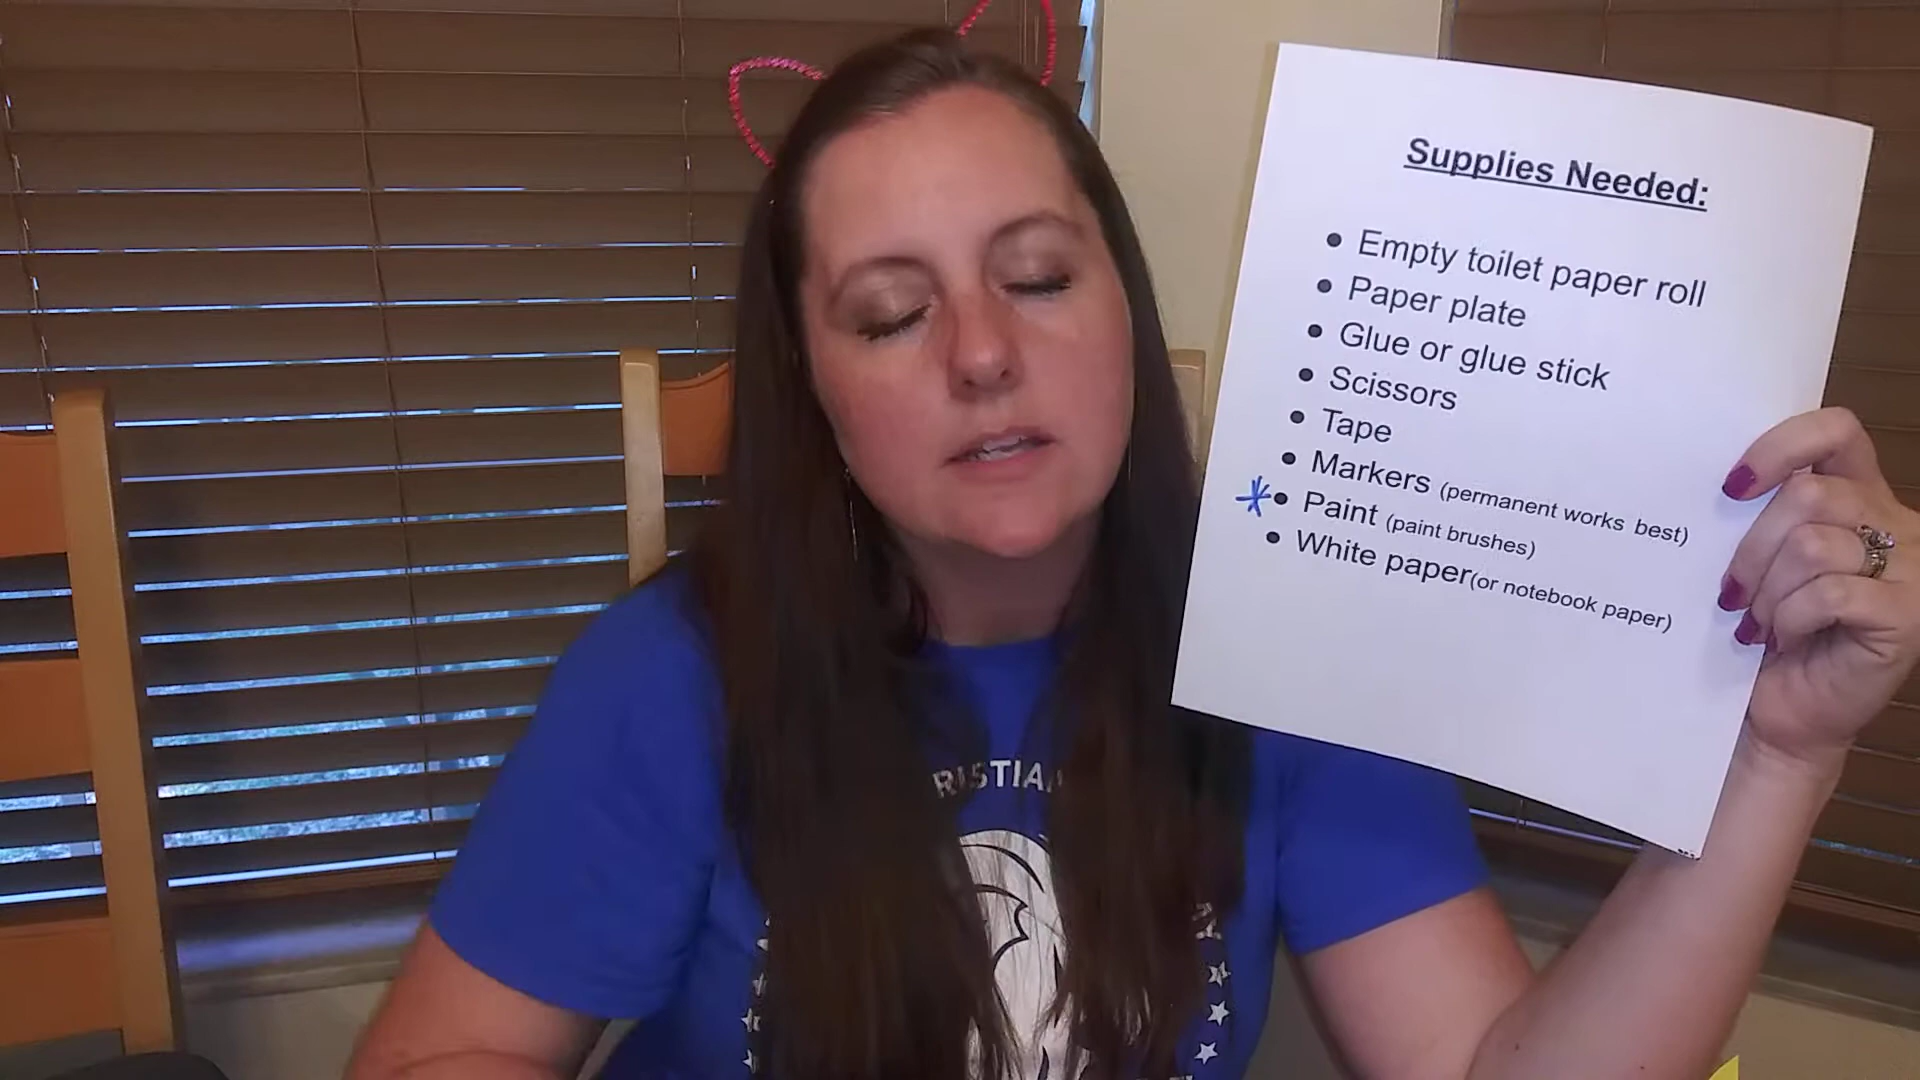 Supplies Needed:
• Empty toilet paper roll
• Paper plate
• Glue or glue stick
• Scissors
• Tape
• Markers (permanent works best)
* • Paint (paint brushes)
• White paper(or notebook paper)
RISTIA